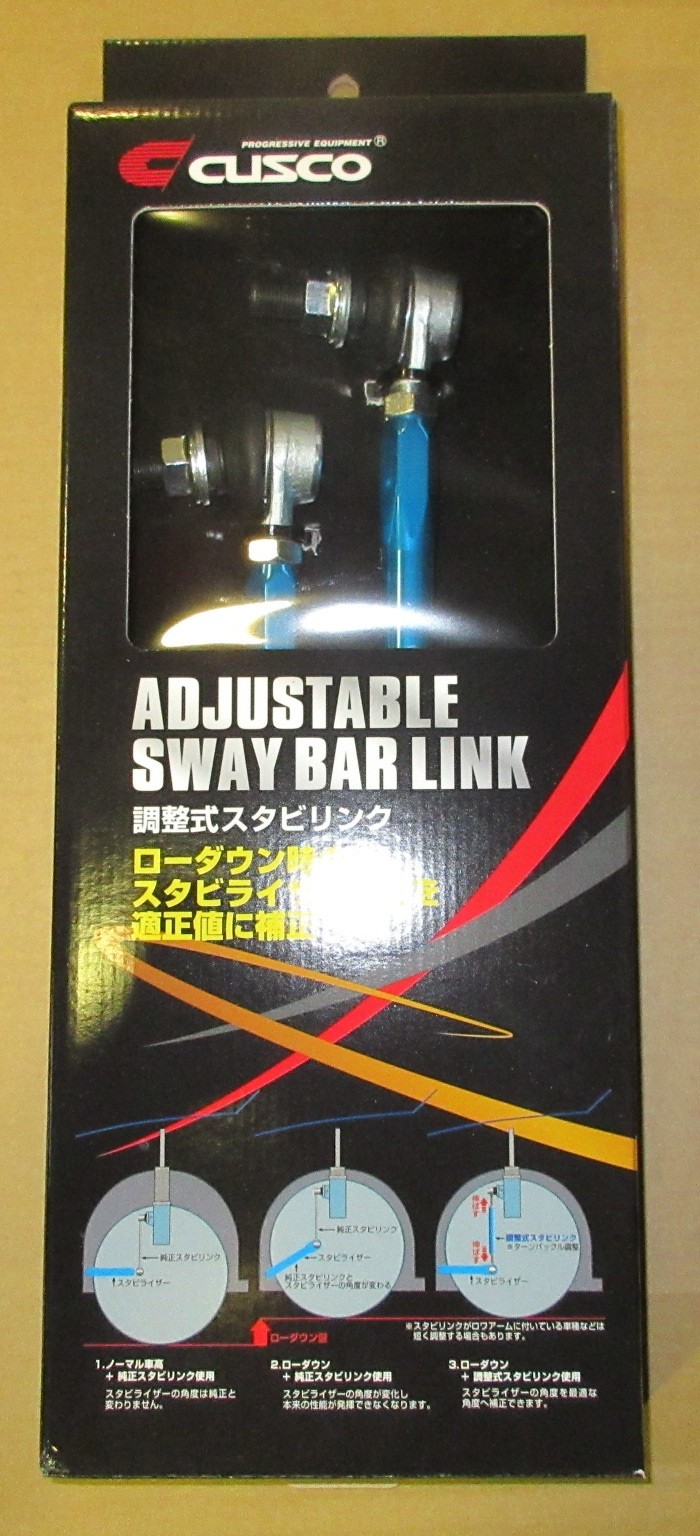 PROGRESSIVE EQUIPMENT®
CUSCO
ADJUSTABLE
SWAY BAR LINK
調整式スタビリンク
ローダウン時
スタビライ を
適正値に補正
純正スタビリンク
スタビライザー
純正スタビリンク
スタビライザー
純正スタビリンクと
スタビライザーの角度が変わる
伸ばす
調整式スタビリンク
※ターンバックル調整
伸ばす
スタビライザー
ローダウン量
※スタビリンクがロワアームに付いている車種などは
短く調整する場合もあります。
1.ノーマル車高
+ 純正スタビリンク使用
スタビライザーの角度は純正と
変わりません。
2.ローダウン
+ 純正スタビリンク使用
スタビライザーの角度が変化し
本来の性能が発揮できなくなります。
3.ローダウン
+ 調整式スタビリンク使用
スタビライザーの角度を最適な
角度へ補正できます。